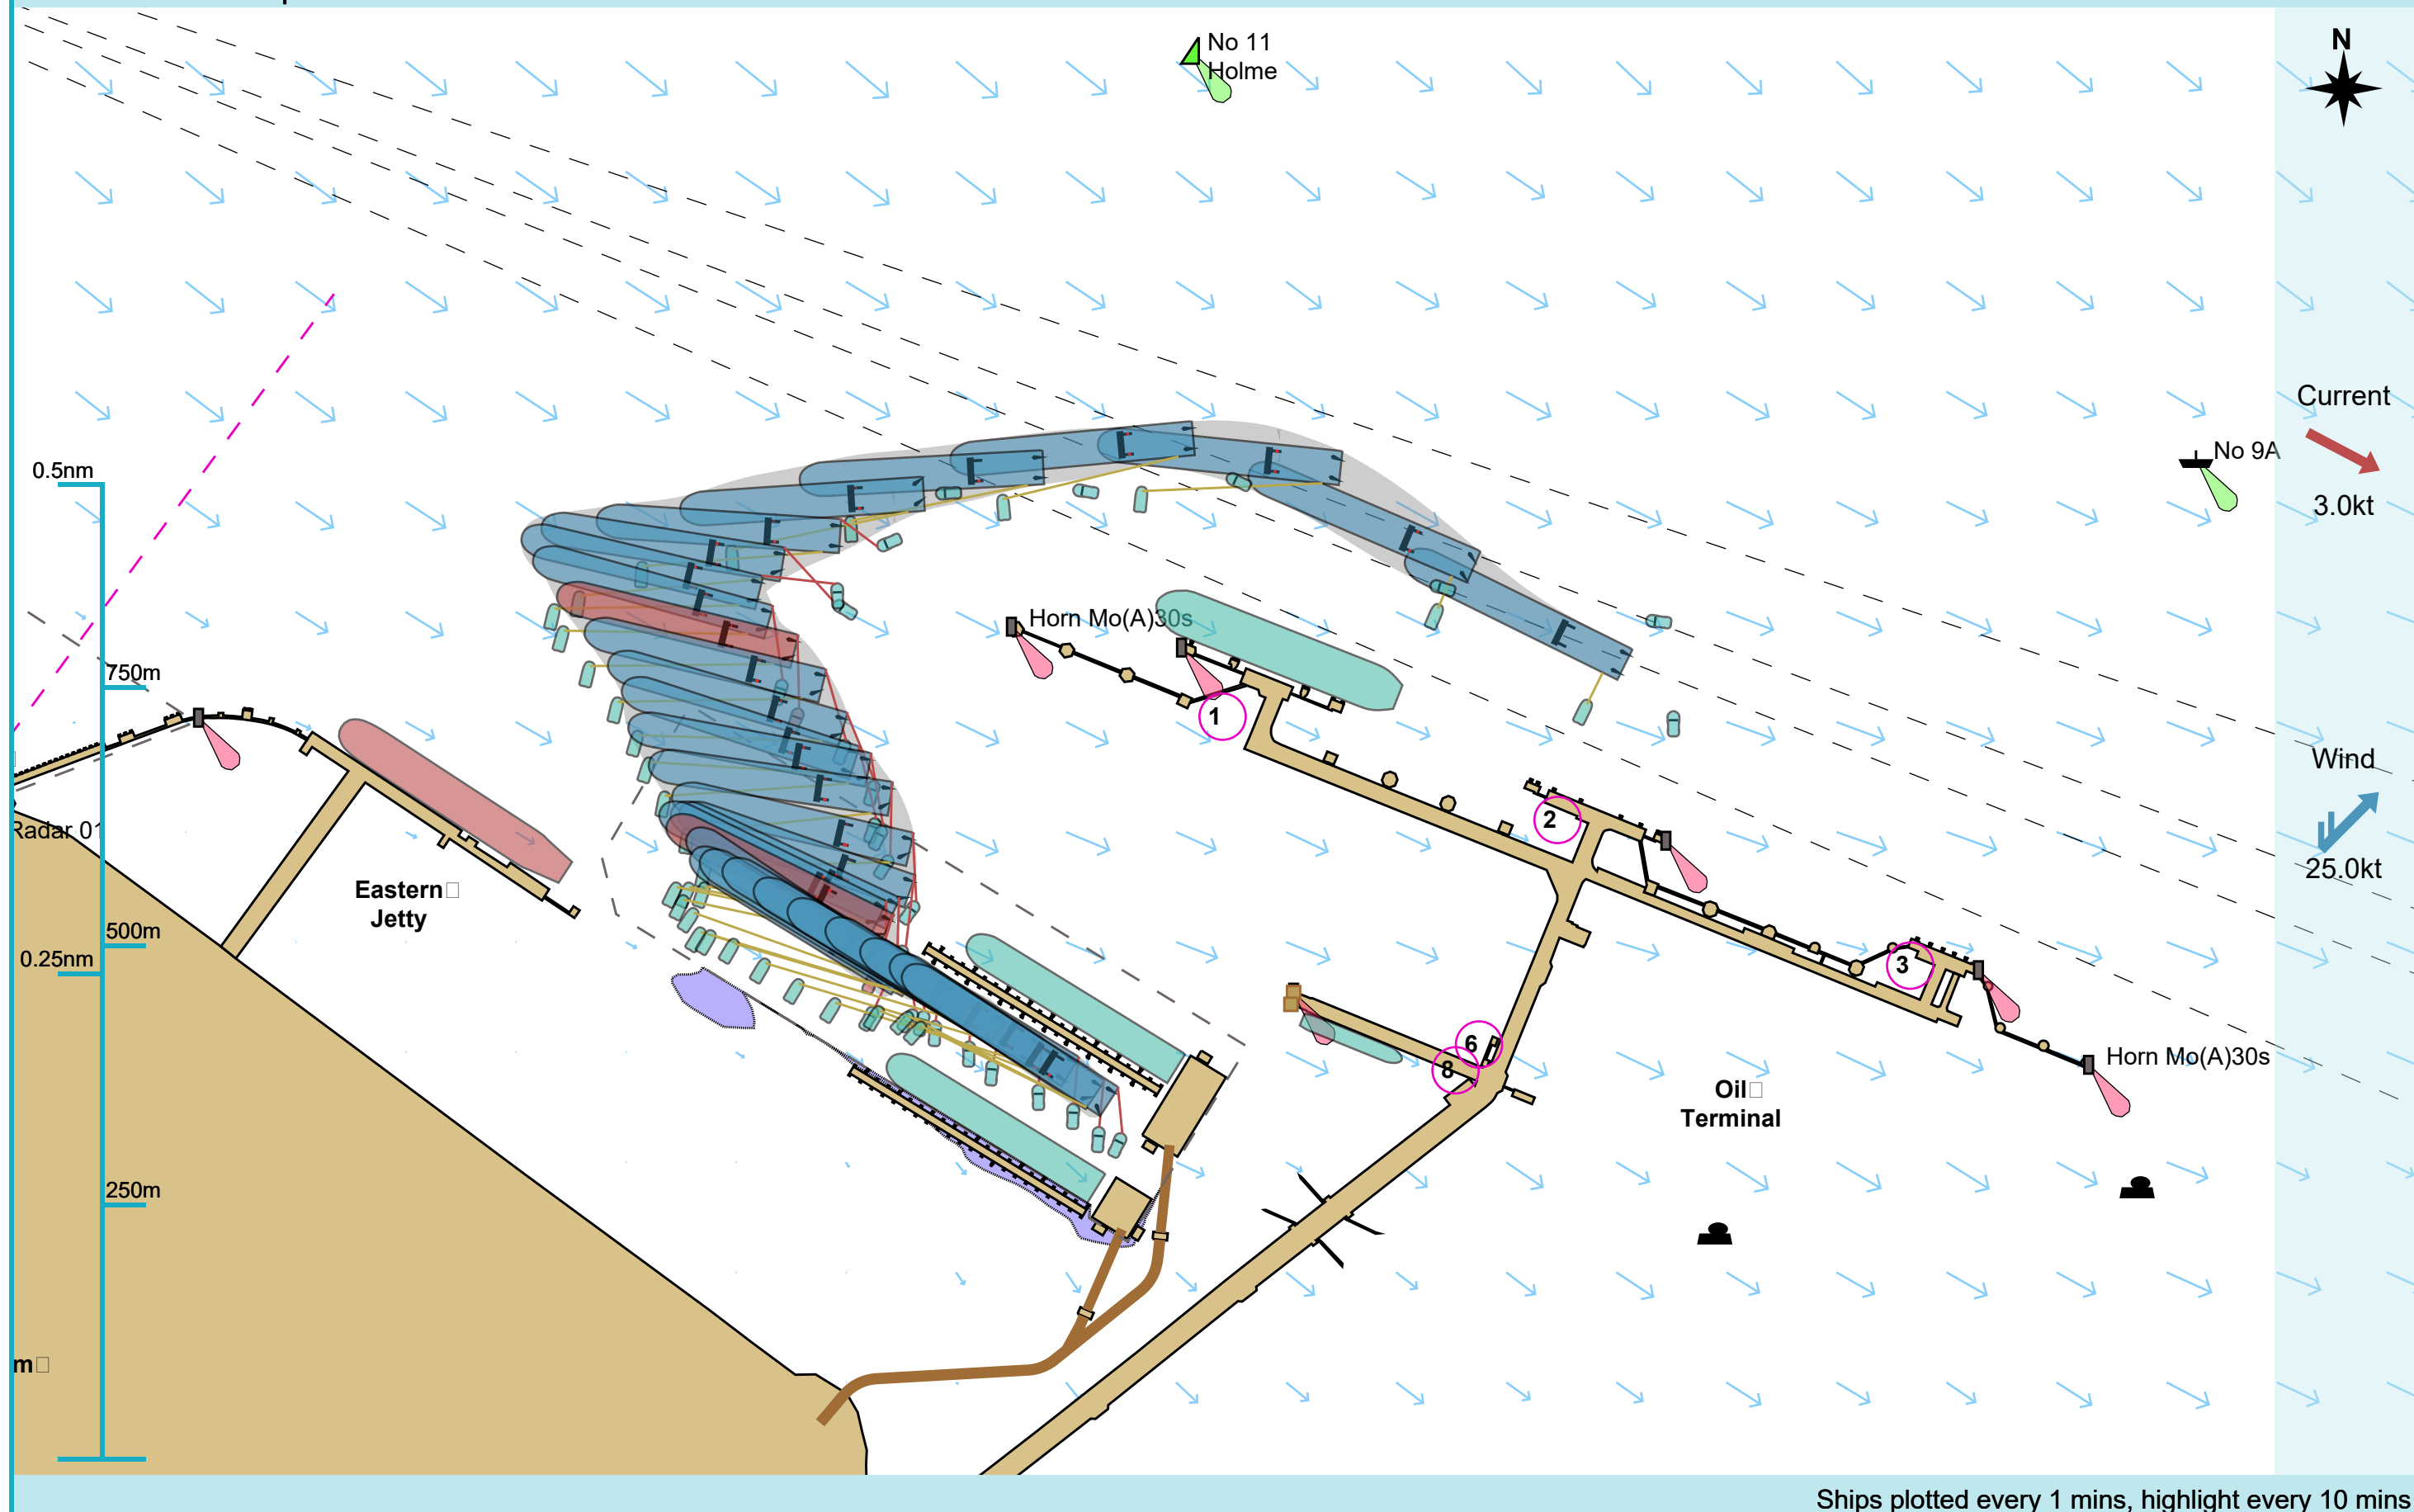 No 11
Holme
N
Current
3.0kt
No 9A
0.5nm
Horn Mo(A)30s
750m
1
Wind
25.0kt
2
Radar 01
Eastern
Jetty
500m
0.25nm
3
6
8
Horn Mo(A)30s
Oil
Terminal
250m
m
Ships plotted every 1 mins, highlight every 10 mins